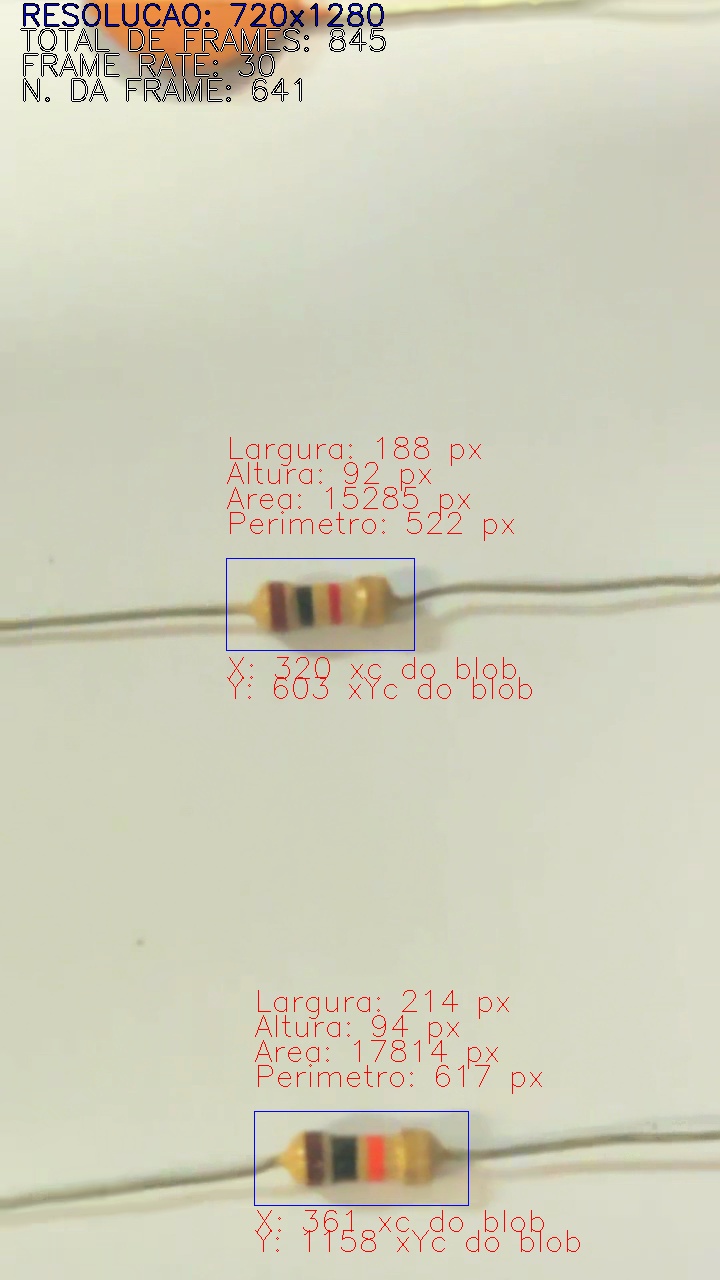 RESOLUCAO: 720x1280
TOTAL DE FRAMES: 845
FRAME RATE: 30
N. DA FRAME: 641
Largura: 188 px
Altura: 92 px
Area: 15285 px
Perimetro: 522 px
X: 320 xc do blob
Y: 603 xYc do blob
Largura: 214 px
Altura: 94 px
Area: 17814 px
Perimetro: 617 px
X: 361 xc do blob
Y: 1158 xYc do blob